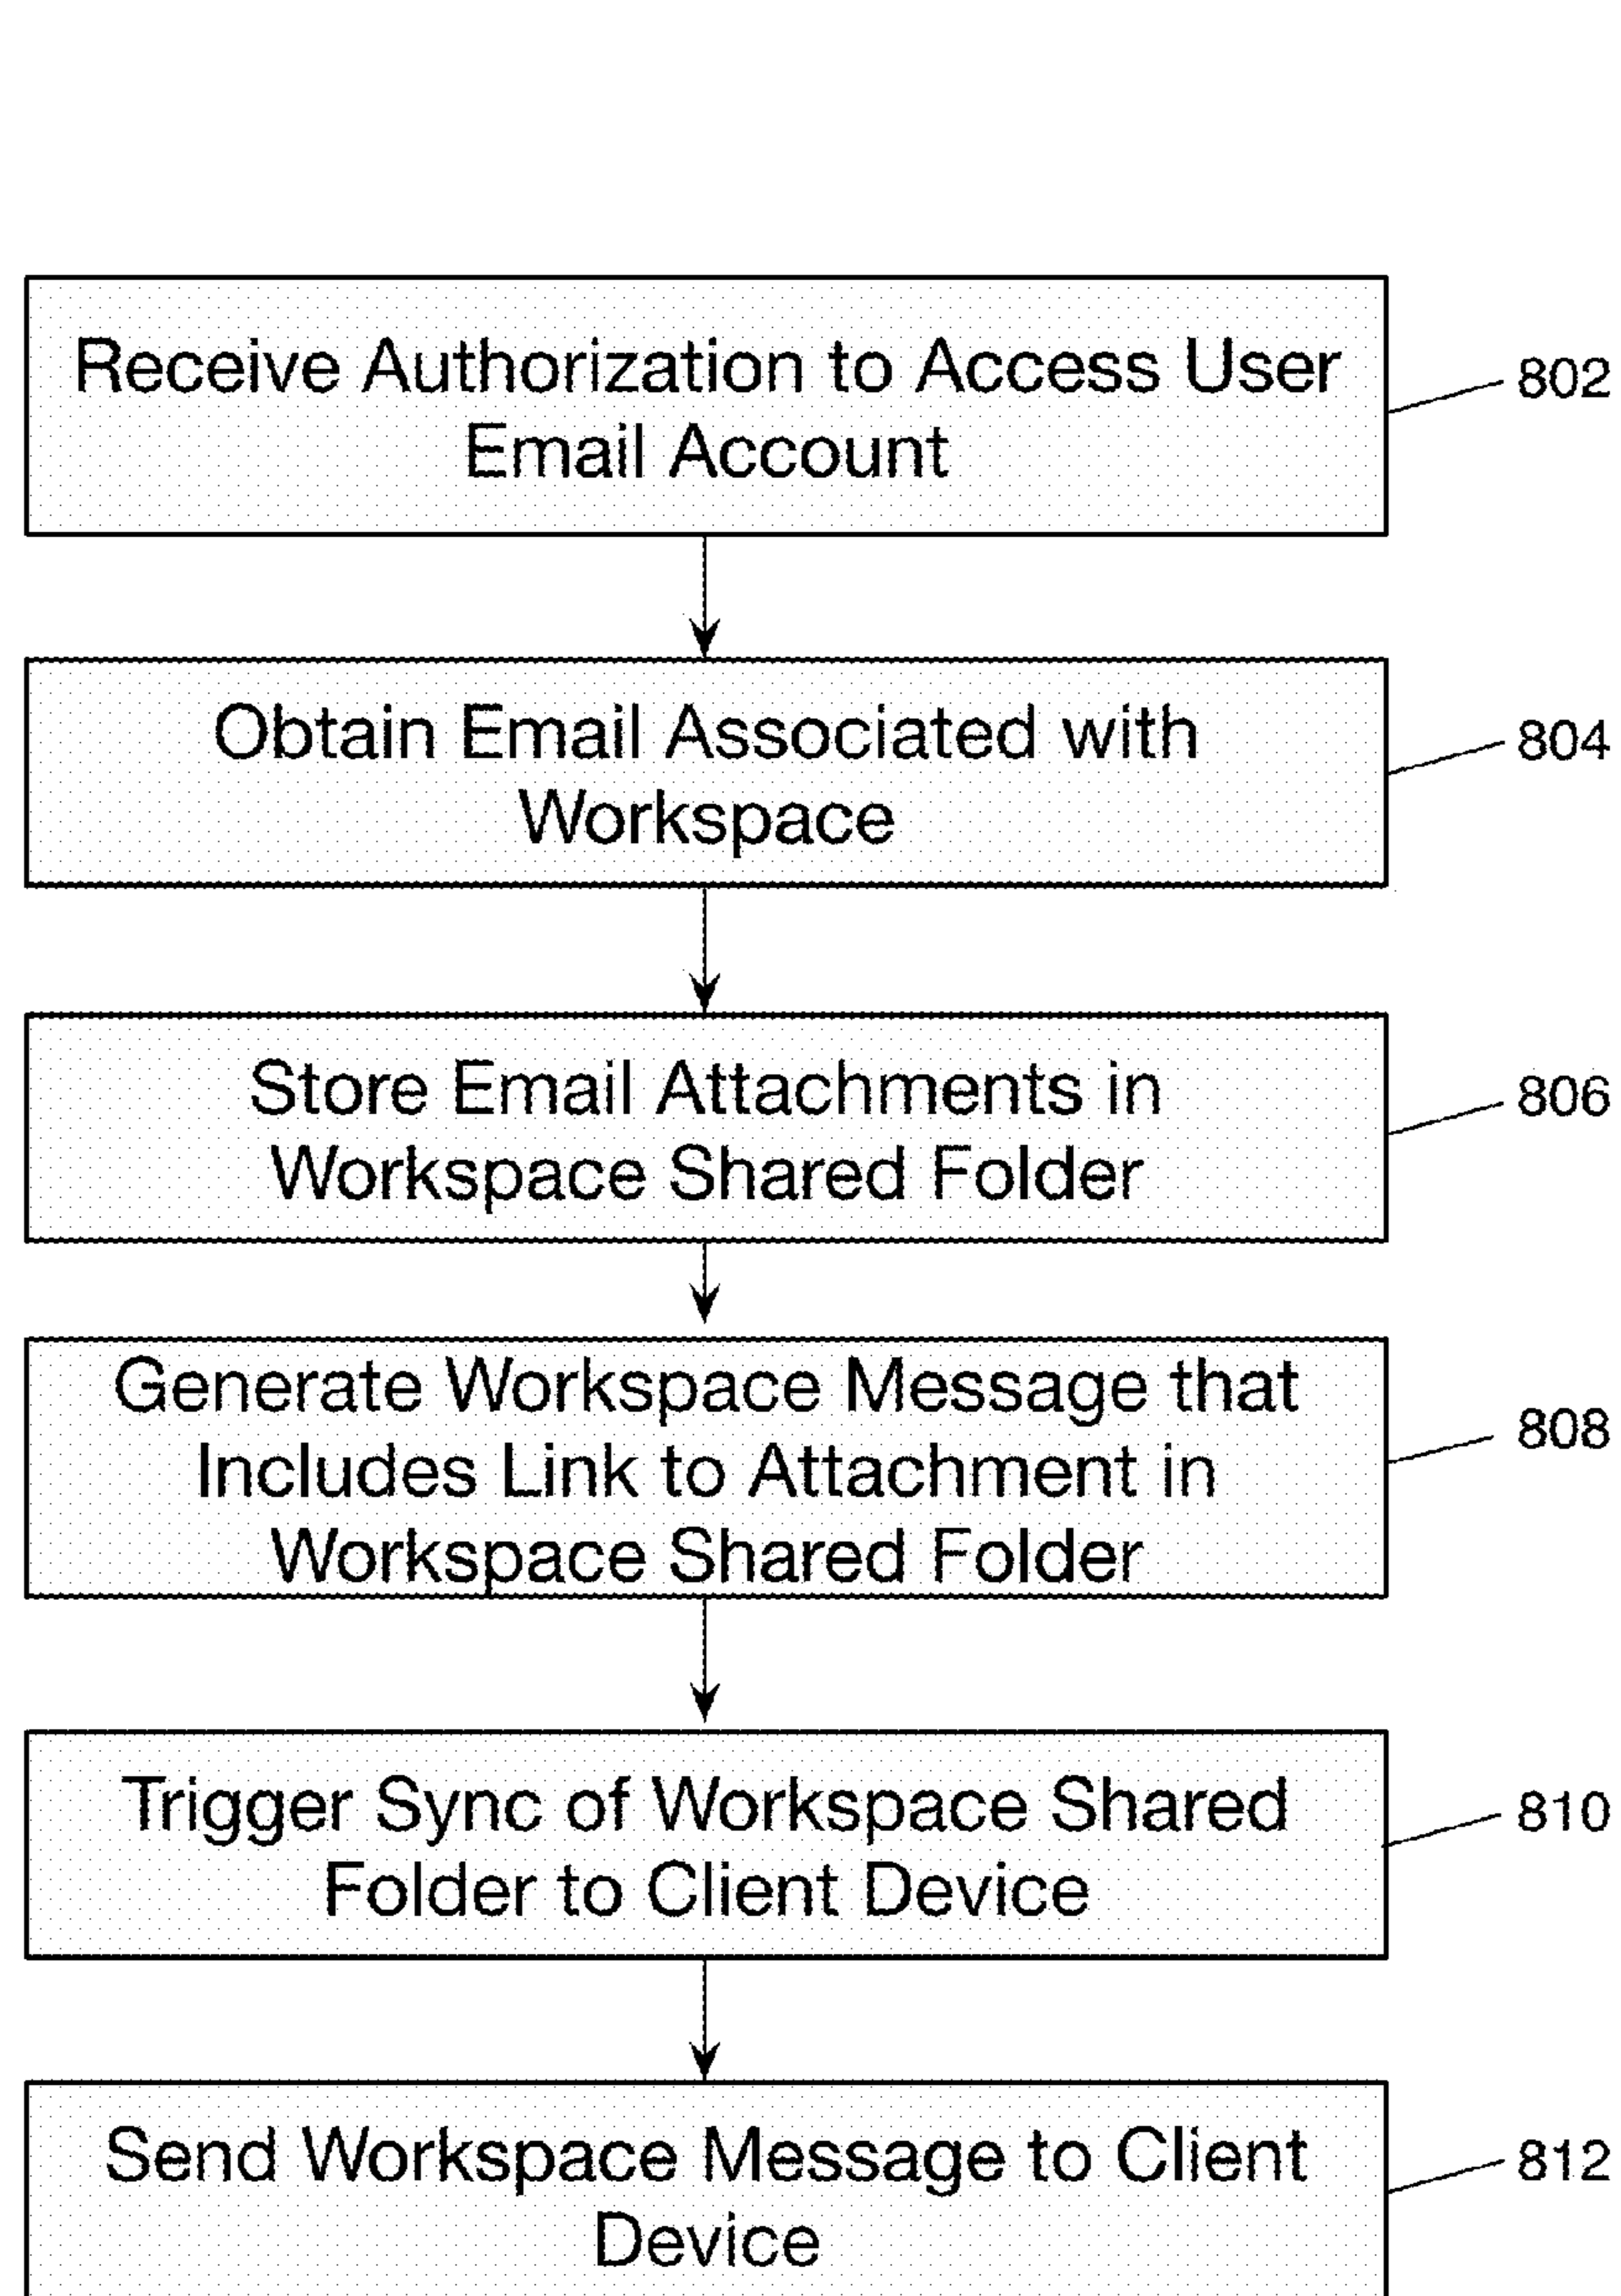 Receive Authorization to Access User
Email Account
802
Obtain Email Associated with
Workspace
804
Store Email Attachments in
Workspace Shared Folder
806
Generate Workspace Message that
Includes Link to Attachment in
Workspace Shared Folder
808
Trigger Sync of Workspace Shared
Folder to Client Device
810
Send Workspace Message to Client
Device
812